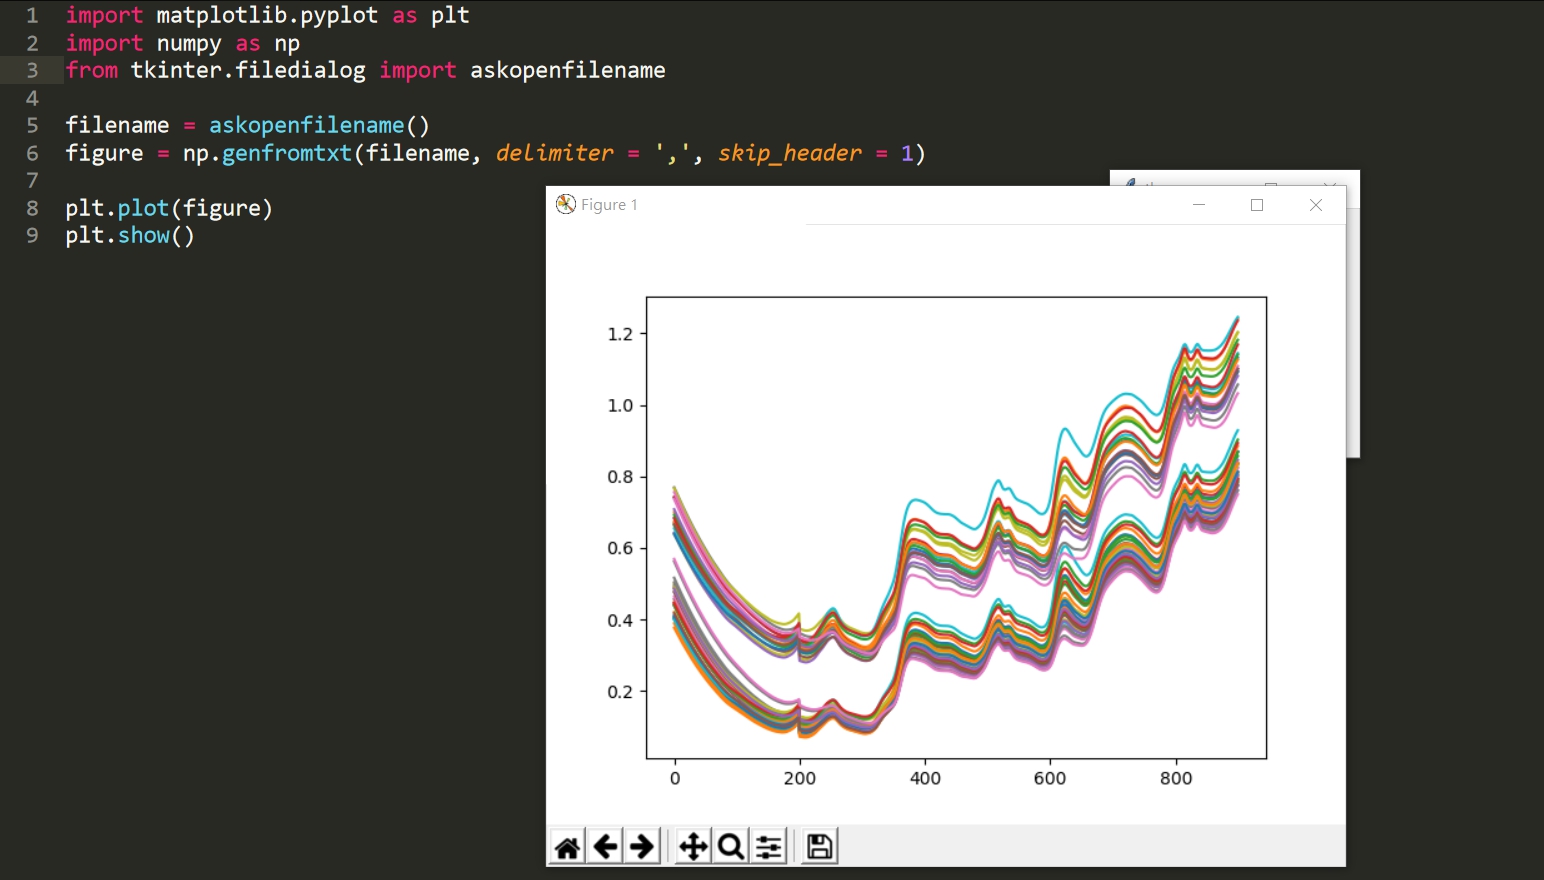 1 import matplotlib.pyplot as plt
2 import numpy as np
3 from tkinter.filedialog import askopenfilename
4
5 filename = askopenfilename()
6 figure = np.genfromtxt(filename, delimiter = ',', skip_header = 1)
7
8 plt.plot(figure)
9 plt.show()
Figure 1
1.2
1.0
0.8
0.6
0.4
0.2
0 200 400 600 800